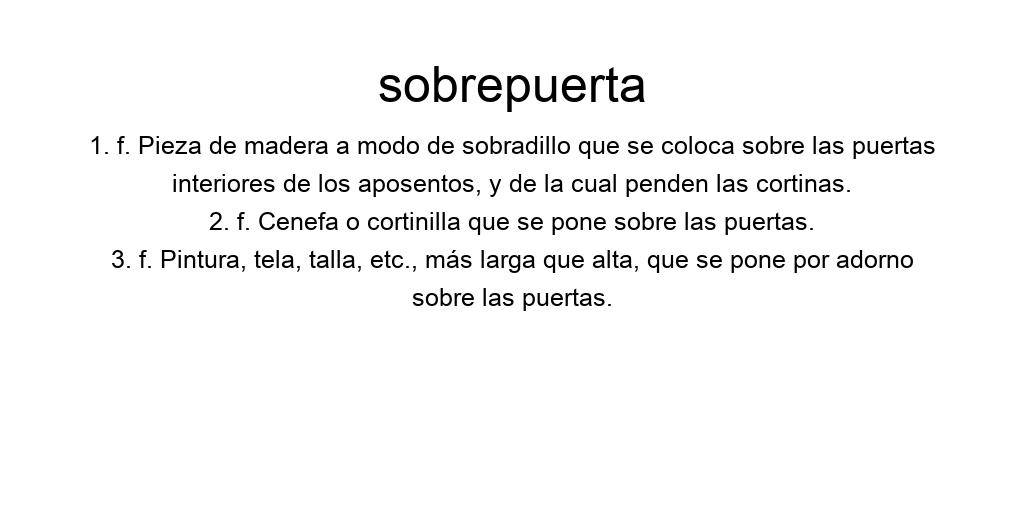 sobrepuerta
1. f. Pieza de madera a modo de sobradillo que se coloca sobre las puertas
interiores de los aposentos, y de la cual penden las cortinas.
2. f. Cenefa o cortinilla que se pone sobre las puertas.
3. f. Pintura, tela, talla, etc., más larga que alta, que se pone por adorno
sobre las puertas.